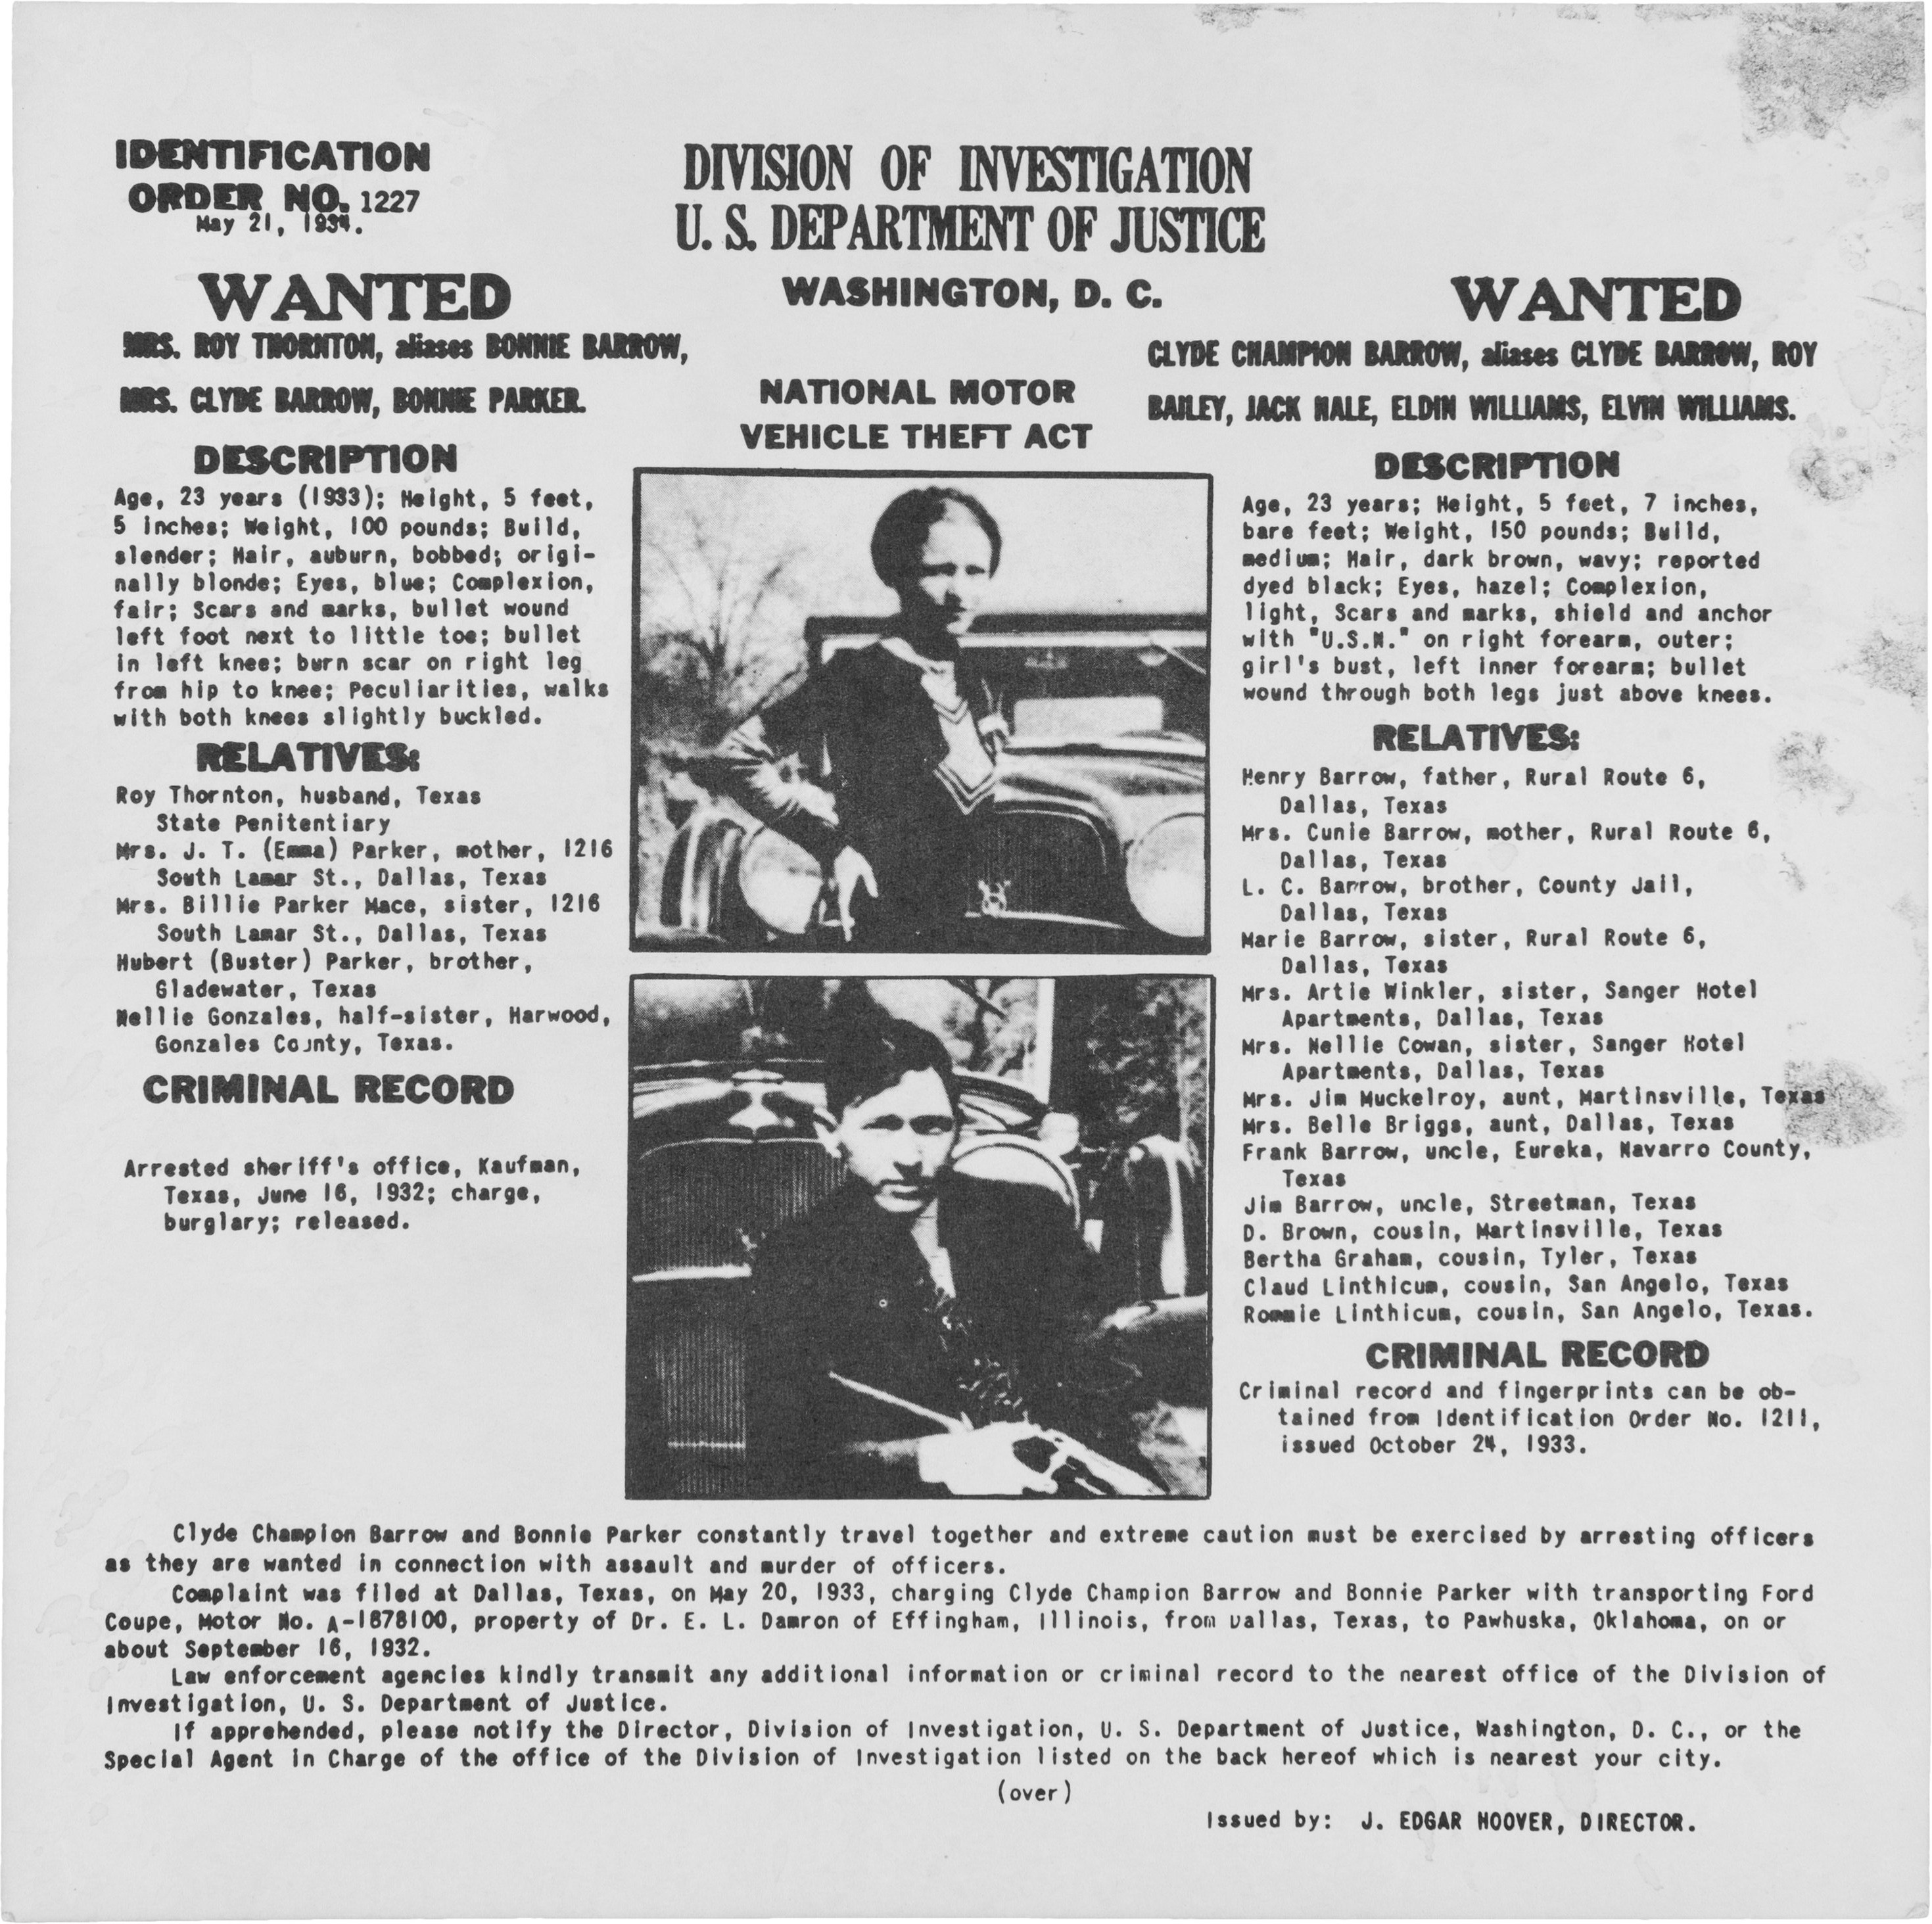 IDENTIFICATION
ORDER NO. 1227
May 21, 1934.
DIVISION OF INVESTIGATION
U. S. DEPARTMENT OF JUSTICE
WASHINGTON, D. C.
NATIONAL MOTOR
VEHICLE THEFT ACT
WANTED
MRS. ROY THORNTON, aliases BONNIE BARROW,
MRS. CLYDE BARROW, BONNIE PARKER.
DESCRIPTION
Age, 23 years (1933); Height, 5 feet,
5 inches; Weight, 100 pounds; Build,
slender; Hair, auburn, bobbed; origi-
nally blonde; Eyes, blue; Complexion,
fair; Scars and marks, bullet wound
left foot next to little toe; bullet
in left knee; burn scar on right leg
from hip to knee; Peculiarities, walks
with both knees slightly buckled.
RELATIVES:
Roy Thornton, husband, Texas
State Penitentiary
Mrs. J. T. (Emma) Parker, mother, 1216
South Lamar St., Dallas, Texas
Mrs. Billie Parker Mace, sister, 1216
South Lamar St., Dallas, Texas
Hubert (Buster) Parker, brother,
Gladewater, Texas
Nellie Gonzales, half-sister, Harwood,
Gonzales County, Texas.
CRIMINAL RECORD
Arrested sheriff's office, Kaufman,
Texas, June 16, 1932; charge,
burglary; released.
WANTED
CLYDE CHAMPION BARROW, aliases CLYDE BARROW, ROY
BAILEY, JACK HALE, ELDIN WILLIAMS, ELVIN WILLIAMS.
DESCRIPTION
Age, 23 years; Height, 5 feet, 7 inches,
bare feet; Weight, 150 pounds; Build,
medium; Hair, dark brown, wavy; reported
dyed black; Eyes, hazel; Complexion,
light, Scars and marks, shield and anchor
with "U.S.N." on right forearm, outer;
girl's bust, left inner forearm; bullet
wound through both legs just above knees.
RELATIVES:
Henry Barrow, father, Rural Route 6,
Dallas, Texas
Mrs. Cunie Barrow, mother, Rural Route 6,
Dallas, Texas
L. C. Barrow, brother, County Jail,
Dallas, Texas
Marie Barrow, sister, Rural Route 6,
Dallas, Texas
Mrs. Artie Winkler, sister, Sanger Hotel
Apartments, Dallas, Texas
Mrs. Nellie Cowan, sister, Sanger Hotel
Apartments, Dallas, Texas
Mrs. Jim Muckelroy, aunt, Martinsville, Texas
Mrs. Belle Briggs, aunt, Dallas, Texas
Frank Barrow, uncle, Eureka, Navarro County,
Texas
Jim Barrow, uncle, Streetman, Texas
D. Brown, cousin, Martinsville, Texas
Bertha Graham, cousin, Tyler, Texas
Claud Linthicum, cousin, San Angelo, Texas
Rommie Linthicum, cousin, San Angelo, Texas.
CRIMINAL RECORD
Criminal record and fingerprints can be ob-
tained from Identification Order No. 1211,
issued October 24, 1933.
Clyde Champion Barrow and Bonnie Parker constantly travel together and extreme caution must be exercised by arresting officers
as they are wanted in connection with assault and murder of officers.
Complaint was filed at Dallas, Texas, on May 20, 1933, charging Clyde Champion Barrow and Bonnie Parker with transporting Ford
Coupe, Motor No. A-1878100, property of Dr. E. L. Damron of Effingham, Illinois, from Dallas, Texas, to Pawhuska, Oklahoma, on or
about September 16, 1932.
Law enforcement agencies kindly transmit any additional information or criminal record to the nearest office of the Division of
Investigation, U. S. Department of Justice.
If apprehended, please notify the Director, Division of Investigation, U. S. Department of Justice, Washington, D. C., or the
Special Agent in Charge of the office of the Division of Investigation listed on the back hereof which is nearest your city.
(over)
Issued by: J. EDGAR HOOVER, DIRECTOR.